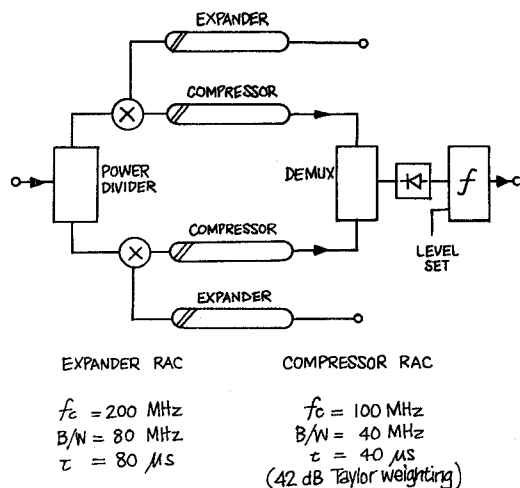 EXPANDER
COMPRESSOR
POWER
DIVIDER
DEMUX
f
LEVEL
SET
COMPRESSOR
EXPANDER
EXPANDER RAC
fc = 200 MHz
B/W = 80 MHz
τ = 80 μs
COMPRESSOR RAC
fc = 100 MHz
B/W = 40 MHz
τ = 40 μs
(42 dB Taylor weighting)